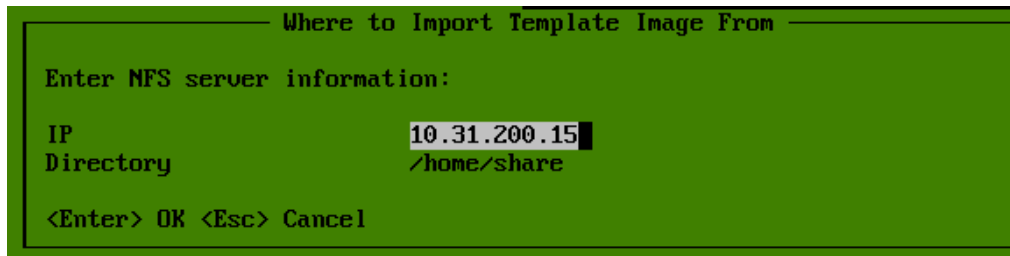 Where to Import Template Image From
Enter NFS server information:
IP 10.31.200.15
Directory /home/share
<Enter> OK <Esc> Cancel